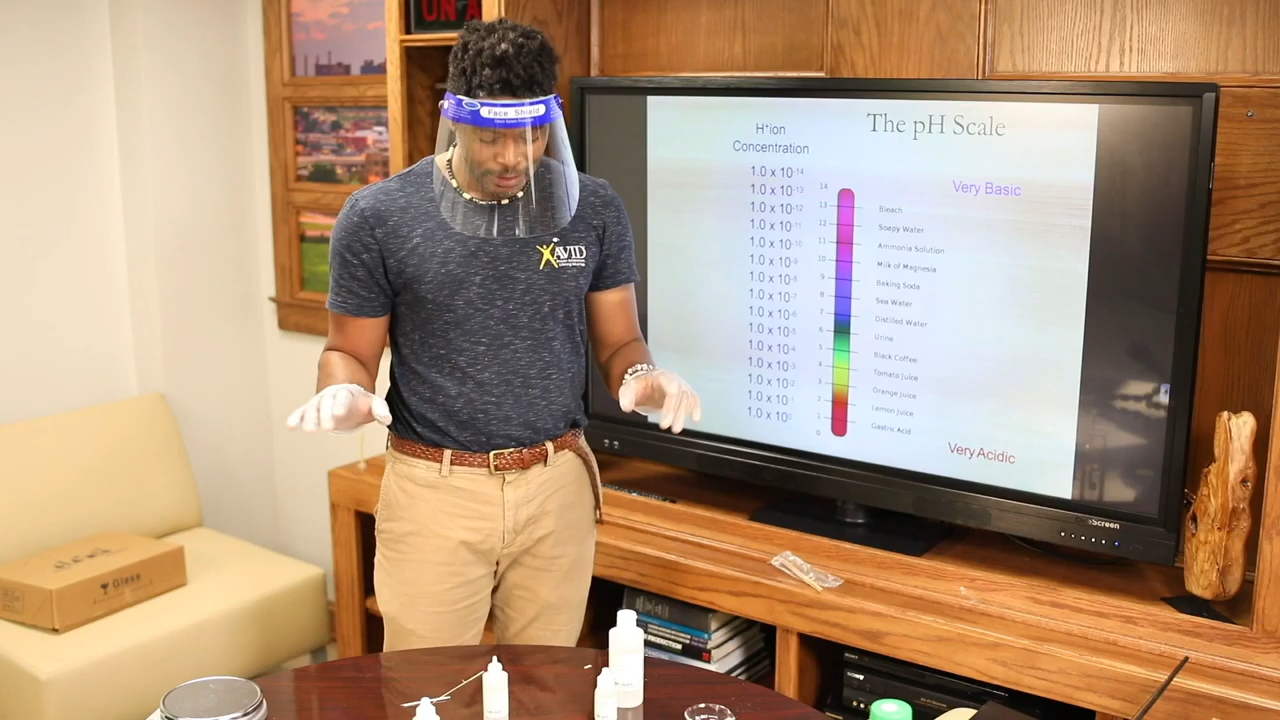 ON A
Face Shield
AVID
Glass
The pH Scale
H+ion
Concentration
Very Basic
1.0 x 10-14
1.0 x 10-13
1.0 x 10-12
1.0 x 10-11
1.0 x 10-10
1.0 x 10-9
1.0 x 10-8
1.0 x 10-7
1.0 x 10-6
1.0 x 10-5
1.0 x 10-4
1.0 x 10-3
1.0 x 10-2
1.0 x 10-1
1.0 x 100
14
13
12
11
10
9
8
7
6
5
4
3
2
1
0
Bleach
Soapy Water
Ammonia Solution
Milk of Magnesia
Baking Soda
Sea Water
Distilled Water
Urine
Black Coffee
Tomato Juice
Orange Juice
Lemon Juice
Gastric Acid
Very Acidic
Screen
PRODUCTION
SONY